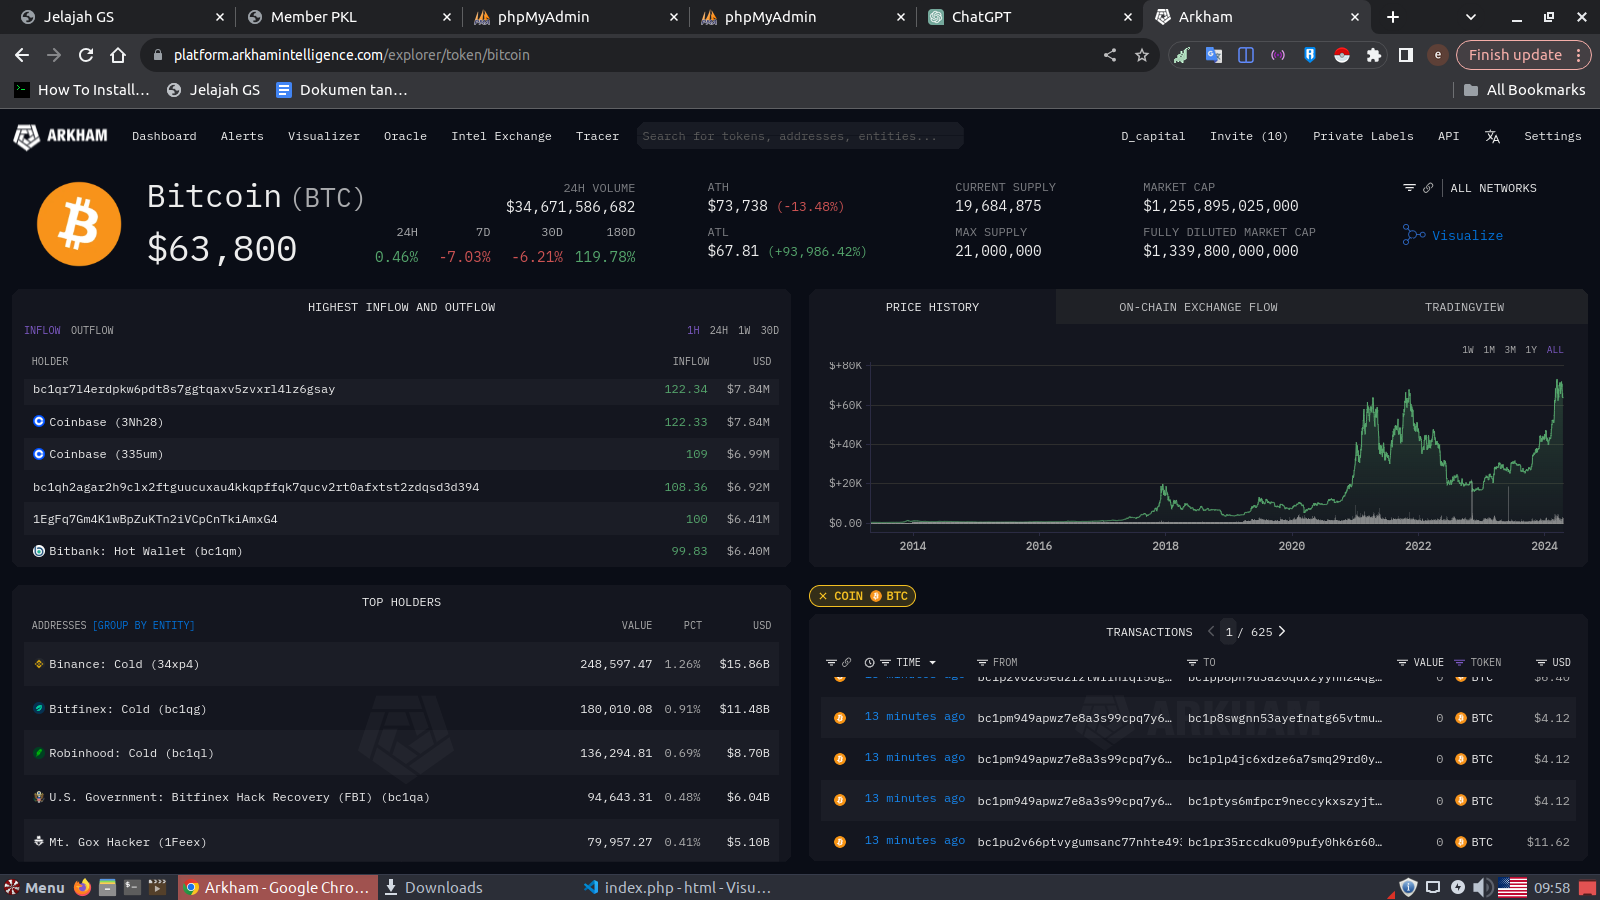 Jelajah GS
Member PKL
phpMyAdmin
phpMyAdmin
ChatGPT
Arkham
platform.arkhamintelligence.com/explorer/token/bitcoin
e
Finish update
How To Install...
Jelajah GS
Dokumen tan...
All Bookmarks
ARKHAM
Dashboard
Alerts
Visualizer
Oracle
Intel Exchange
Tracer
Search for tokens, addresses, entities...
D_capital
Invite (10)
Private Labels
API
Settings
Bitcoin (BTC)
$63,800
24H VOLUME
$34,671,586,682
24H 7D 30D 180D
0.46% -7.03% -6.21% 119.78%
ATH
$73,738 (-13.48%)
ATL
$67.81 (+93,986.42%)
CURRENT SUPPLY
19,684,875
MAX SUPPLY
21,000,000
MARKET CAP
$1,255,895,025,000
FULLY DILUTED MARKET CAP
$1,339,800,000,000
ALL NETWORKS
Visualize
HIGHEST INFLOW AND OUTFLOW
INFLOW OUTFLOW
1H 24H 1W 30D
HOLDER INFLOW USD
bc1qr7l4erdpkw6pdt8s7ggtqaxv5zvxrl4lz6gsay 122.34 $7.84M
Coinbase (3Nh28) 122.33 $7.84M
Coinbase (335um) 109 $6.99M
bc1qh2agar2h9clx2ftguucuxau4kkqpffqk7qucv2rt0afxtst2zdqsd3d394 108.36 $6.92M
1EgFq7Gm4K1wBpZuKTn2iVCpCnTkiAmxG4 100 $6.41M
Bitbank: Hot Wallet (bc1qm) 99.83 $6.40M
PRICE HISTORY
ON-CHAIN EXCHANGE FLOW
TRADINGVIEW
1W 1M 3M 1Y ALL
$+80K
$+60K
$+40K
$+20K
$0.00
2014 2016 2018 2020 2022 2024
TOP HOLDERS
ADDRESSES [GROUP BY ENTITY] VALUE PCT USD
Binance: Cold (34xp4) 248,597.47 1.26% $15.86B
Bitfinex: Cold (bc1qg) 180,010.08 0.91% $11.48B
Robinhood: Cold (bc1ql) 136,294.81 0.69% $8.70B
U.S. Government: Bitfinex Hack Recovery (FBI) (bc1qa) 94,643.31 0.48% $6.04B
Mt. Gox Hacker (1Feex) 79,957.27 0.41% $5.10B
× COIN BTC
TRANSACTIONS < 1 / 625 >
TIME FROM TO VALUE TOKEN USD
13 minutes ago bc1pm949apwz7e8a3s99cpq7y6... bc1p8swgnn53ayefnatg65vtmu... 0 BTC $4.12
13 minutes ago bc1pm949apwz7e8a3s99cpq7y6... bc1plp4jc6xdze6a7smq29rd0y... 0 BTC $4.12
13 minutes ago bc1pm949apwz7e8a3s99cpq7y6... bc1ptys6mfpcr9neccykxszyjt... 0 BTC $4.12
13 minutes ago bc1pu2v66ptvygumsanc77nhte49 bc1pr35rccdku09pufy0hk6r60... 0 BTC $11.62
ARKHAM
Menu
Arkham - Google Chro...
Downloads
index.php - html - Visu...
09:58